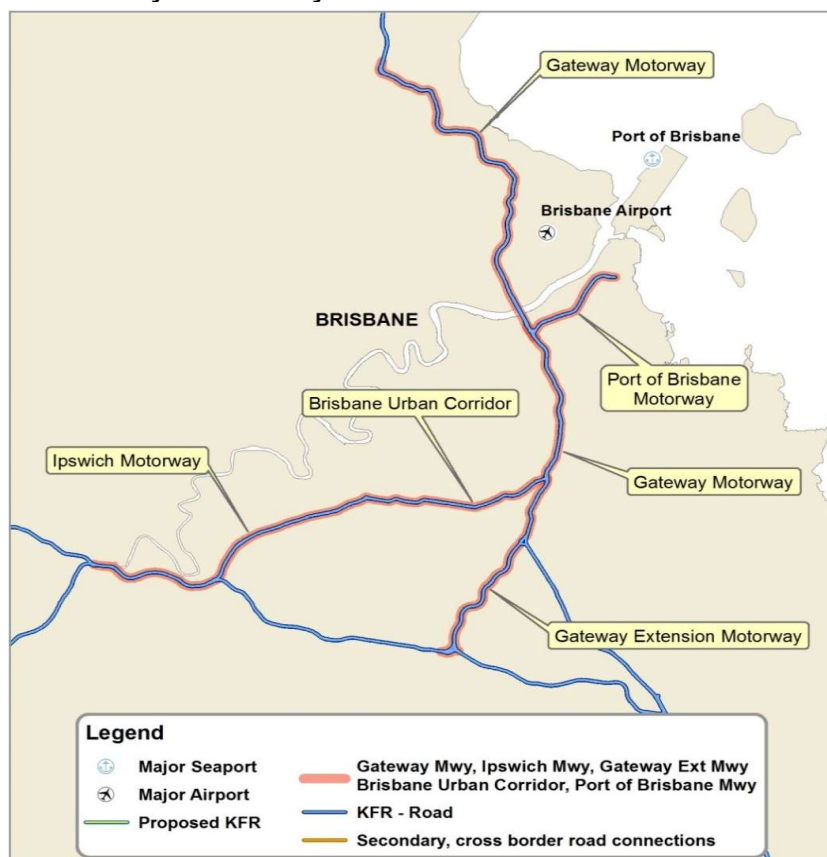 Gateway Motorway
Port of Brisbane
Brisbane Airport
BRISBANE
Port of Brisbane
Motorway
Brisbane Urban Corridor
Ipswich Motorway
Gateway Motorway
Gateway Extension Motorway
Legend
Major Seaport
Major Airport
Proposed KFR
Gateway Mwy, Ipswich Mwy, Gateway Ext Mwy
Brisbane Urban Corridor, Port of Brisbane Mwy
KFR - Road
Secondary, cross border road connections